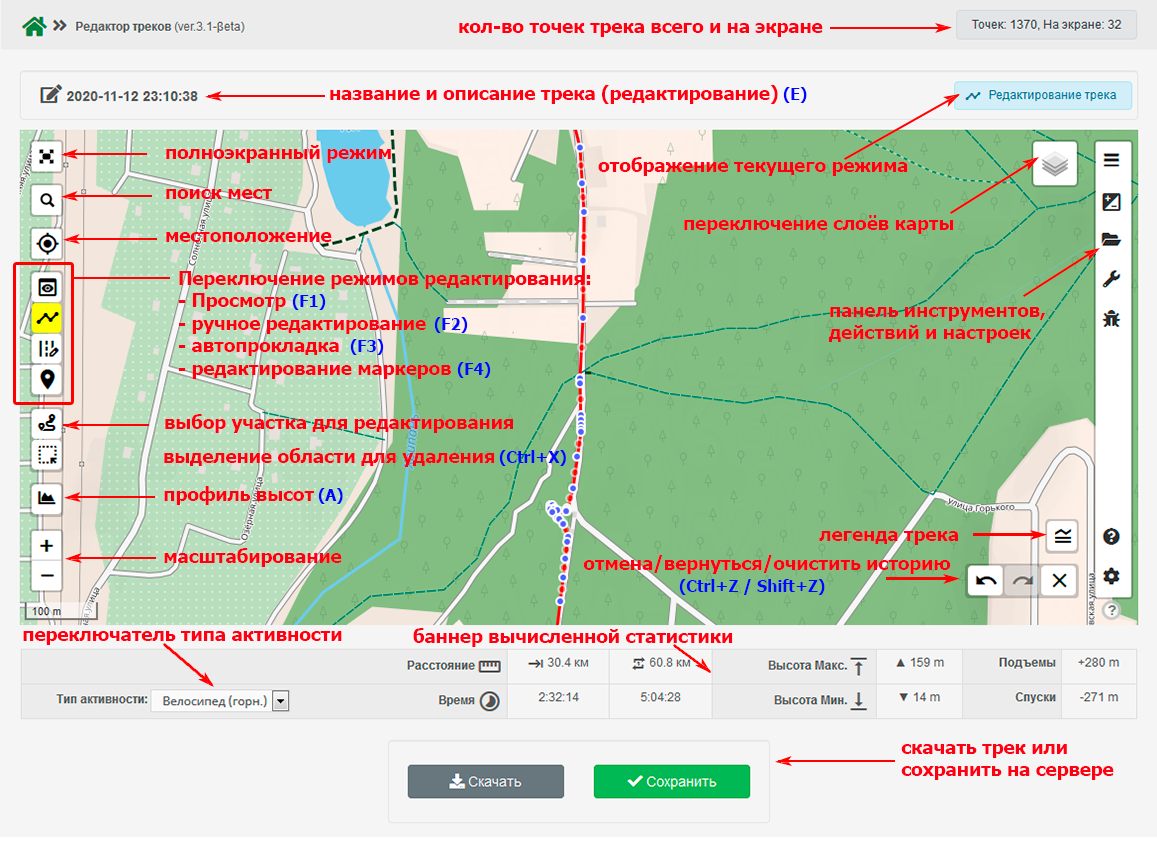 Редактор треков (ver.3.1-βeta)
кол-во точек трека всего и на экране
Точек: 1370, На экране: 32
2020-11-12 23:10:38
название и описание трека (редактирование) (E)
Редактирование трека
полноэкранный режим
отображение текущего режима
поиск мест
Солнечная улица
переключение слоёв карты
местоположение
Переключение режимов редактирования:
- Просмотр (F1)
- ручное редактирование (F2)
- автопрокладка (F3)
- редактирование маркеров (F4)
панель инструментов,
действий и настроек
выбор участка для редактирования
выделение области для удаления (Ctrl+X)
профиль высот (A)
Озёрная улица
улица Горького
легенда трека
масштабирование
отмена/вернуться/очистить историю
(Ctrl+Z / Shift+Z)
+
−
100 m
?
переключатель типа активности
баннер вычисленной статистики
Расстояние 30.4 км 60.8 км Высота Макс. ▲ 159 m Подъемы +280 m
Тип активности: Велосипед (горн.) Время 2:32:14 5:04:28 Высота Мин. ▼ 14 m Спуски -271 m
скачать трек или
сохранить на сервере
Скачать
Сохранить